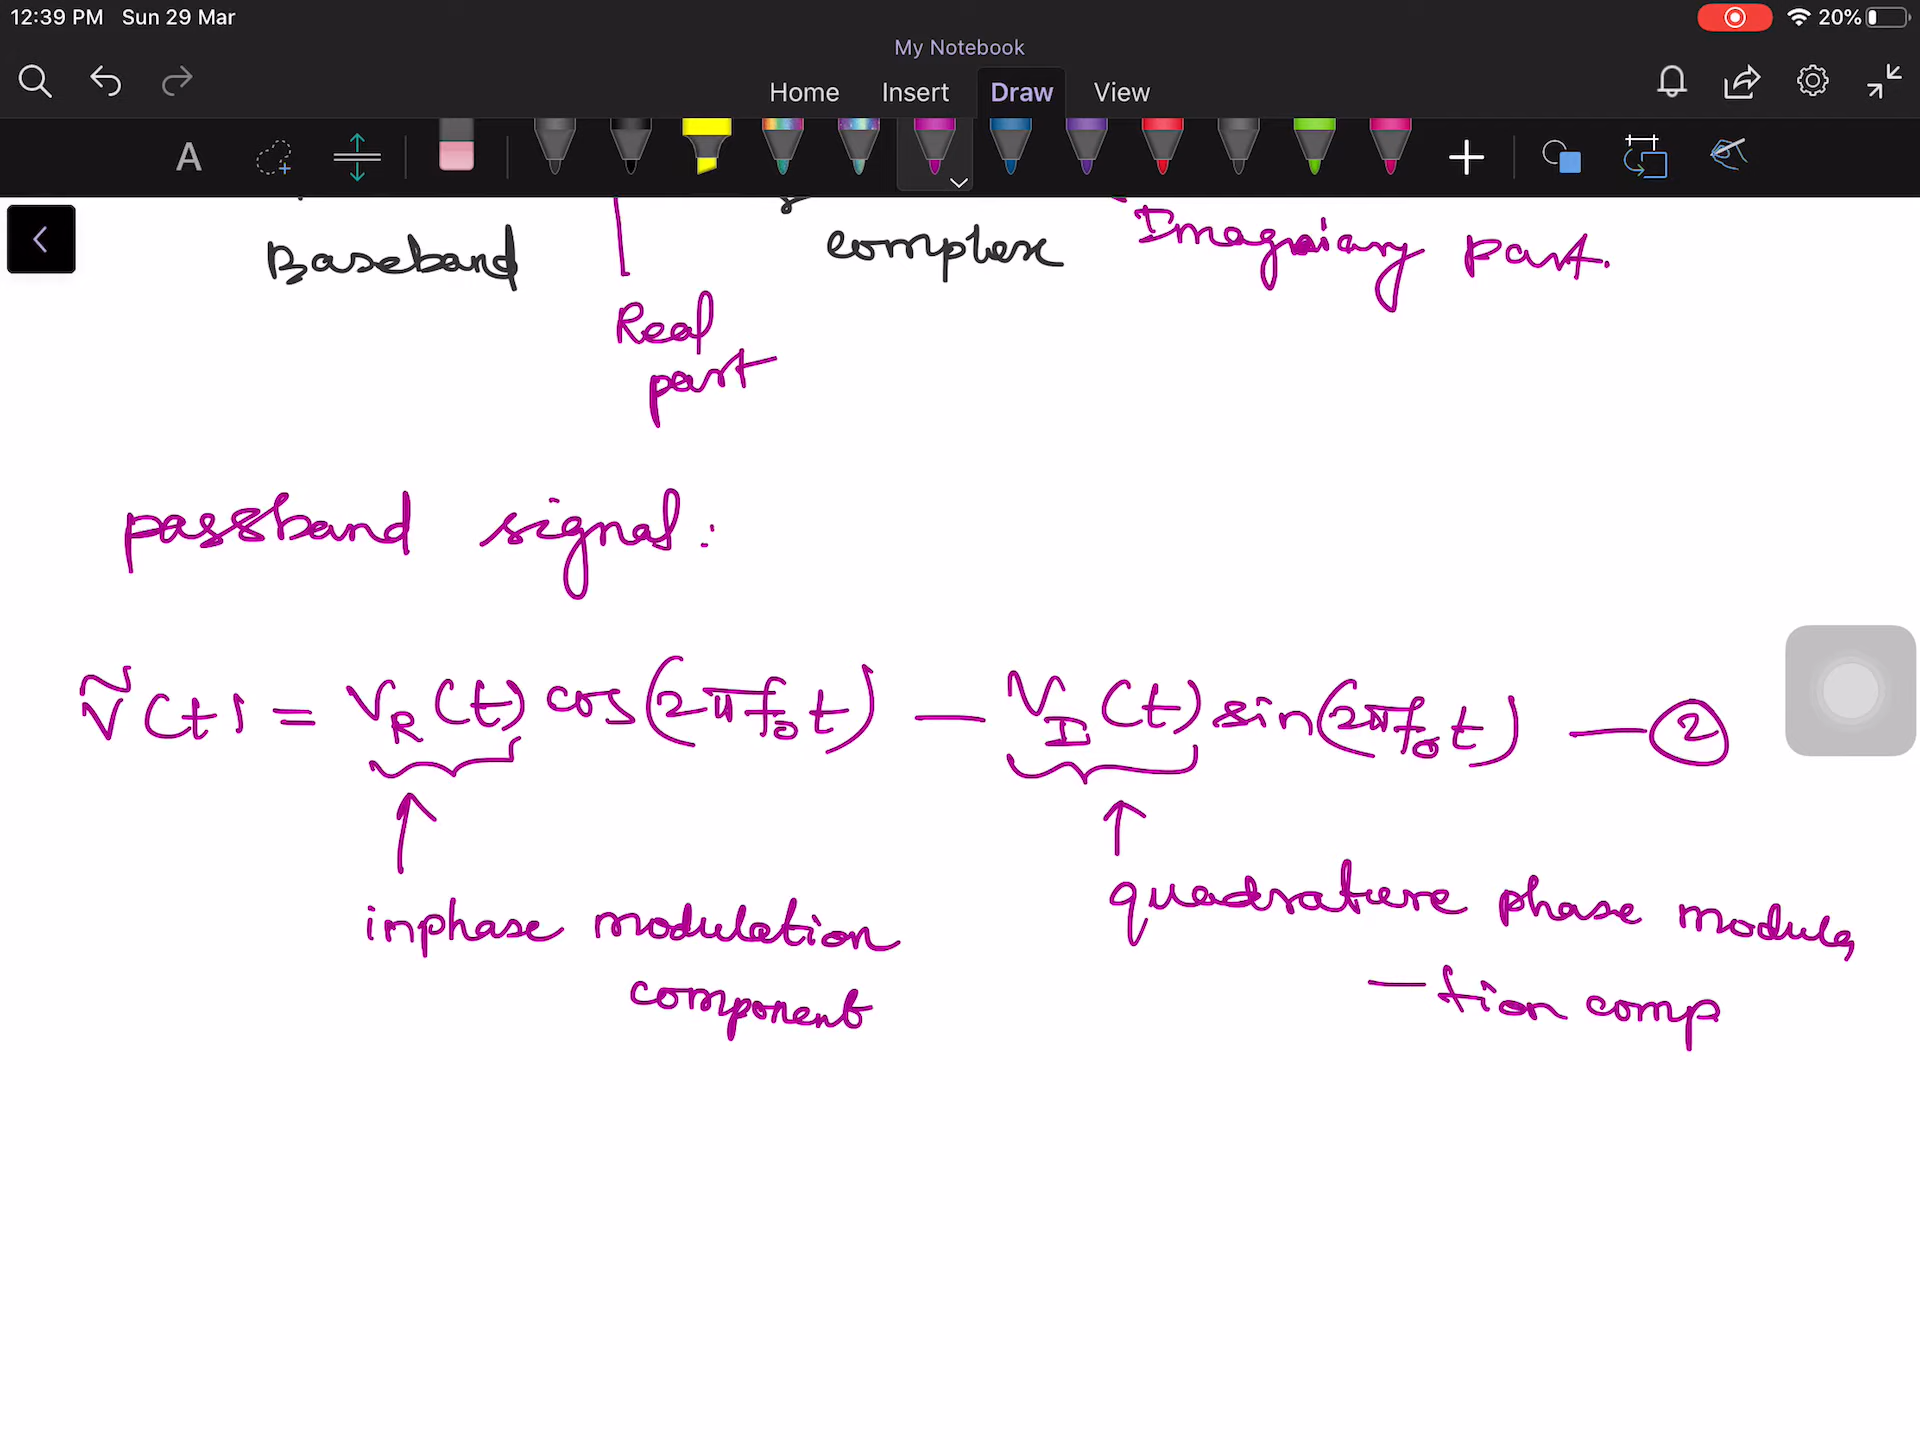 12:39 PM Sun 29 Mar
20%
My Notebook
Home Insert Draw View
A
Baseband
complex
Imagniary part.
Real
part
passband signal:
ṽ(t) = V_R(t) cos(2πf₀t) — V_I(t) sin(2πf₀t) — ②
inphase modulation
component
quadrature phase modula
— tion comp